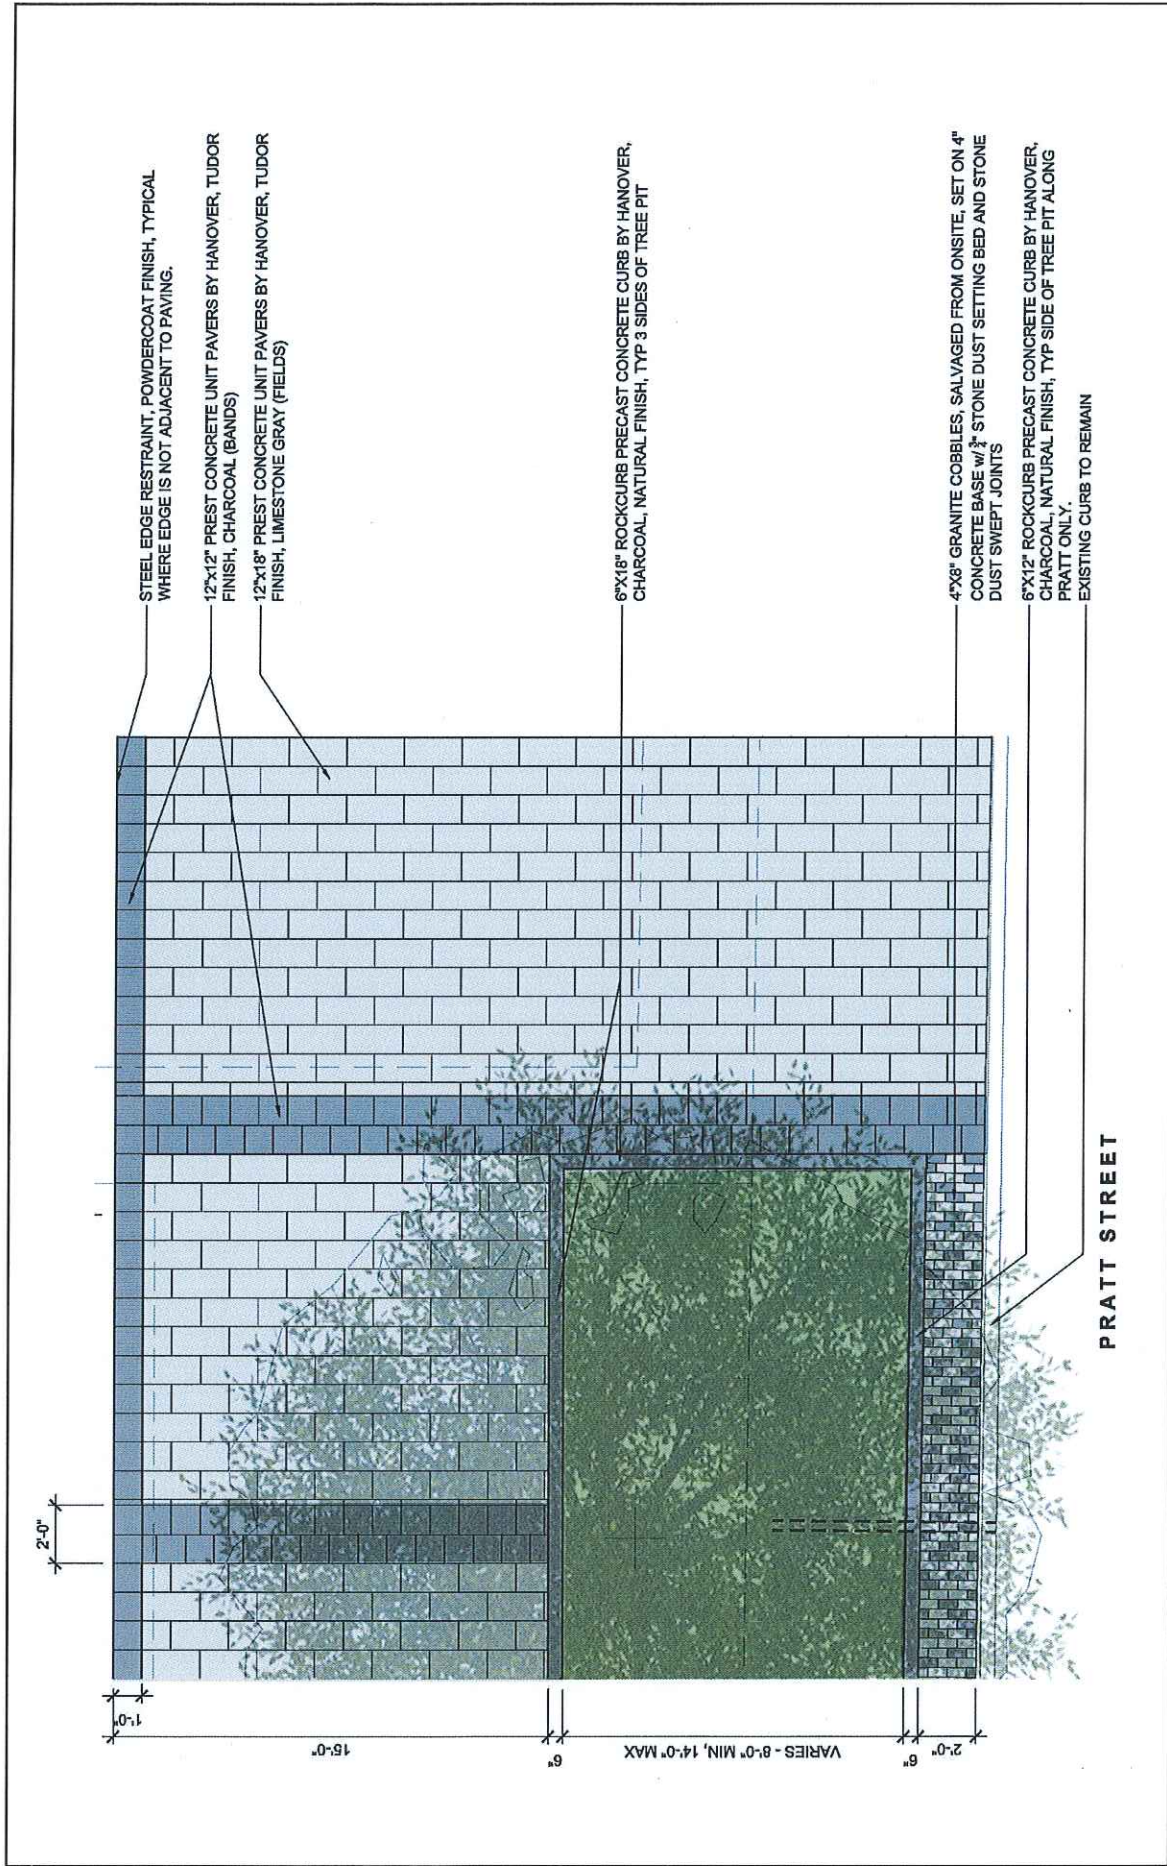 STEEL EDGE RESTRAINT, POWDERCOAT FINISH, TYPICAL
WHERE EDGE IS NOT ADJACENT TO PAVING.
12"x12" PREST CONCRETE UNIT PAVERS BY HANOVER, TUDOR
FINISH, CHARCOAL (BANDS)
12"x18" PREST CONCRETE UNIT PAVERS BY HANOVER, TUDOR
FINISH, LIMESTONE GRAY (FIELDS)
6"X18" ROCKCURB PRECAST CONCRETE CURB BY HANOVER,
CHARCOAL, NATURAL FINISH, TYP 3 SIDES OF TREE PIT
4"X8" GRANITE COBBLES, SALVAGED FROM ONSITE, SET ON 4"
CONCRETE BASE w/ ¾" STONE DUST SETTING BED AND STONE
DUST SWEPT JOINTS
6"X12" ROCKCURB PRECAST CONCRETE CURB BY HANOVER,
CHARCOAL, NATURAL FINISH, TYP SIDE OF TREE PIT ALONG
PRATT ONLY.
EXISTING CURB TO REMAIN
2'-0"
1'-0"
15'-0"
6"
VARIES - 8'-0" MIN, 14'-0" MAX
6"
2'-0"
PRATT STREET